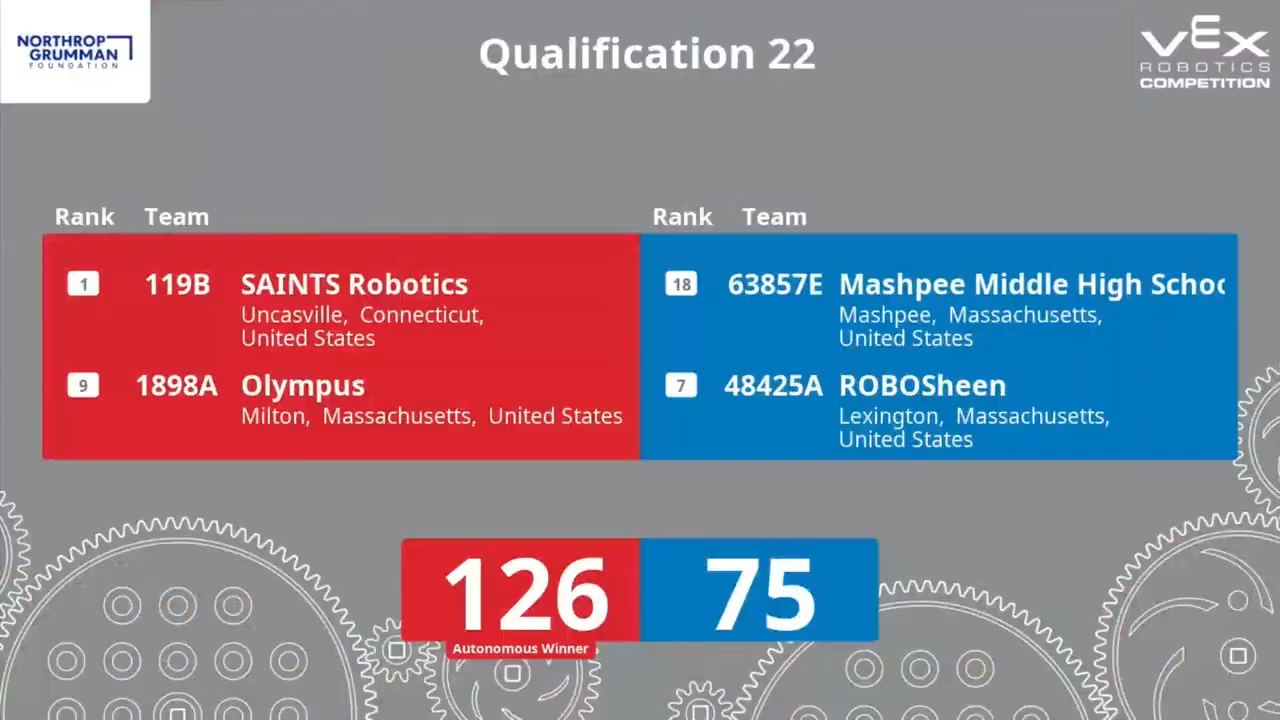 NORTHROP
GRUMMAN
FOUNDATION
Qualification 22
VEX
ROBOTICS
COMPETITION
Rank Team
Rank Team
1 119B SAINTS Robotics
Uncasville, Connecticut,
United States
9 1898A Olympus
Milton, Massachusetts, United States
18 63857E Mashpee Middle High Schoo
Mashpee, Massachusetts,
United States
7 48425A ROBOSheen
Lexington, Massachusetts,
United States
126
Autonomous Winner
75